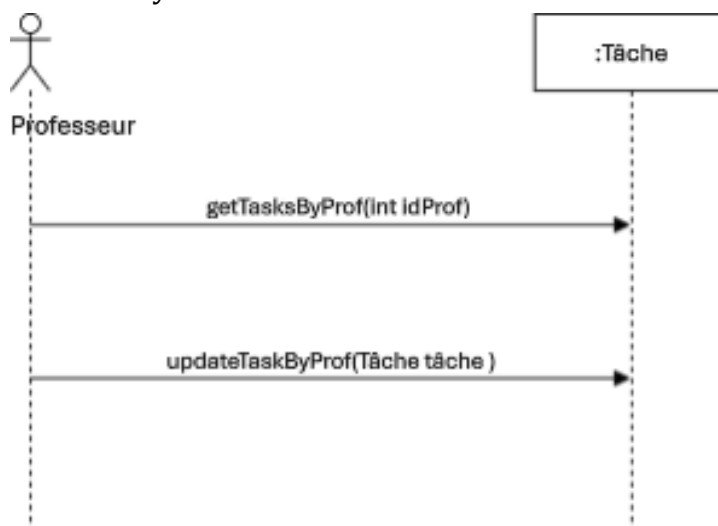 :Tâche
Professeur
getTasksByProf(int idProf)
updateTaskByProf(Tâche tâche )